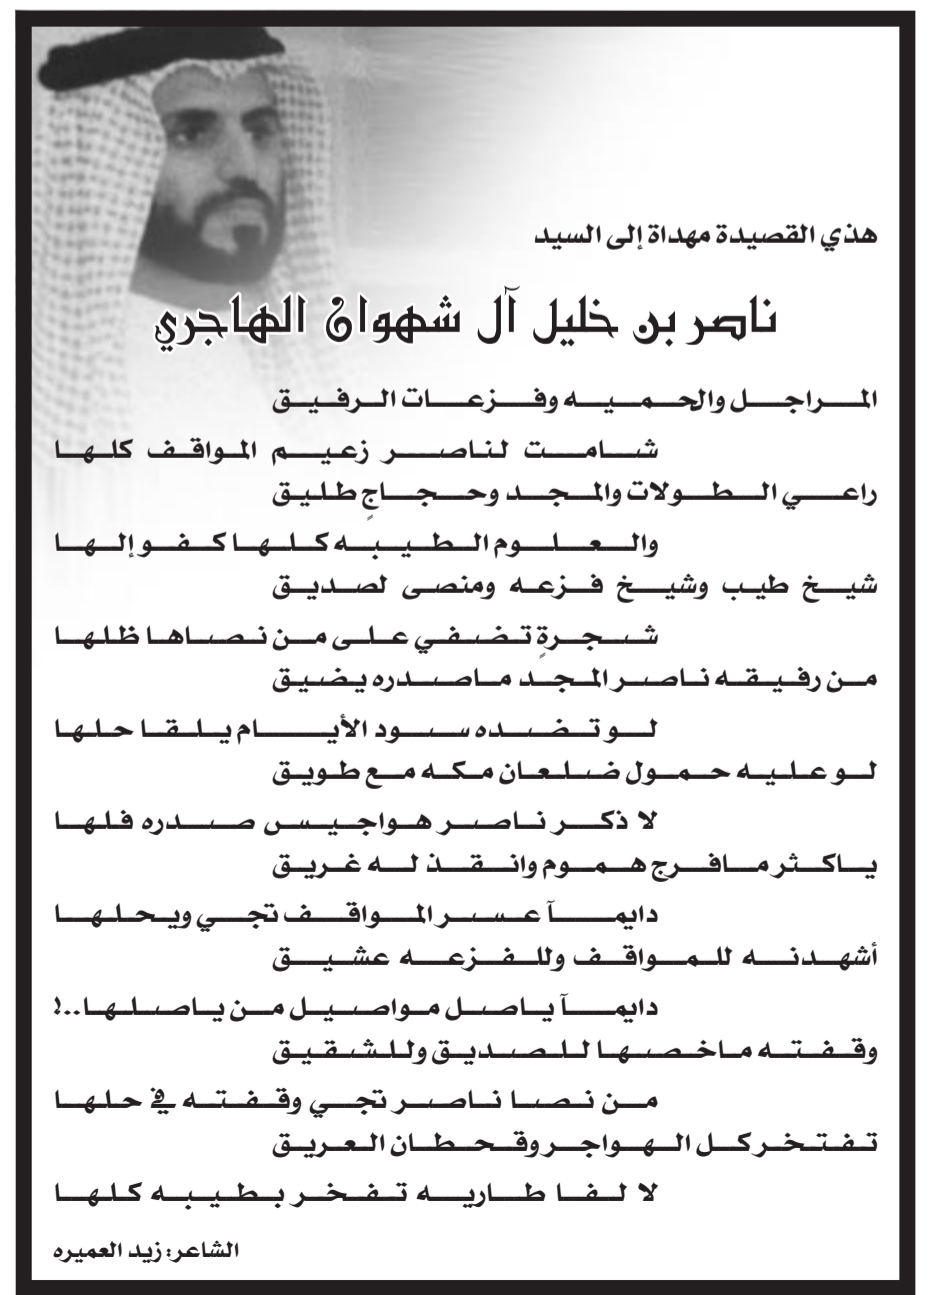 هذي القصيدة مهداة إلى السيد
ناصر بن خليل آل شهوان الهاجري
المراجل والحميه وفزعات الرفيق
شامت لناصر زعيم المواقف كلها
راعي الطولات والمجد وحجاجٍ طليق
والعلوم الطيبه كلها كفو إلها
شيخ طيب وشيخ فزعه ومنصى لصديق
شجرةٍ تضفي على من نصاها ظلها
من رفيقه ناصر المجد ماصدره يضيق
لو تضده سود الأيام يلقا حلها
لو عليه حمول ضلعان مكه مع طويق
لا ذكر ناصر هواجيس صدره فلها
ياكثر مافرج هموم وانقذ له غريق
دايمآ عسر المواقف تجي ويحلها
أشهدنه للمواقف وللفزعه عشيق
دايمآ ياصل مواصيل من ياصلها..!
وقفته ماخصها للصديق وللشقيق
من نصا ناصر تجي وقفته في حلها
تفتخر كل الهواجر وقحطان العريق
لا لفا طاريه تفخر بطيبه كلها
الشاعر: زيد العميره